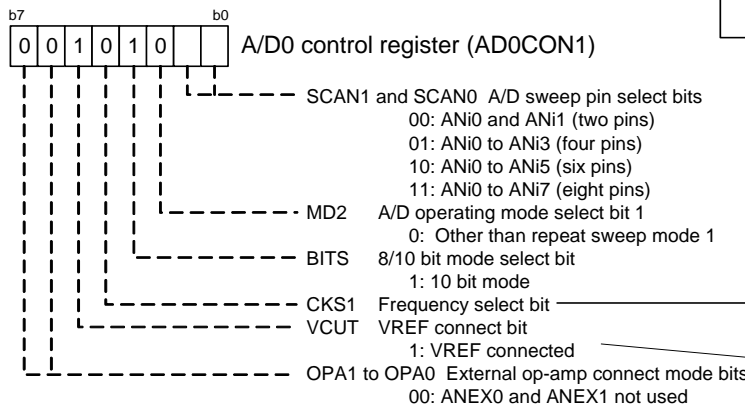 b7 b0
0 0 1 0 1 0 A/D0 control register (AD0CON1)
SCAN1 and SCAN0 A/D sweep pin select bits
00: ANi0 and ANi1 (two pins)
01: ANi0 to ANi3 (four pins)
10: ANi0 to ANi5 (six pins)
11: ANi0 to ANi7 (eight pins)
MD2 A/D operating mode select bit 1
0: Other than repeat sweep mode 1
BITS 8/10 bit mode select bit
1: 10 bit mode
CKS1 Frequency select bit
VCUT VREF connect bit
1: VREF connected
OPA1 to OPA0 External op-amp connect mode bits
00: ANEX0 and ANEX1 not used